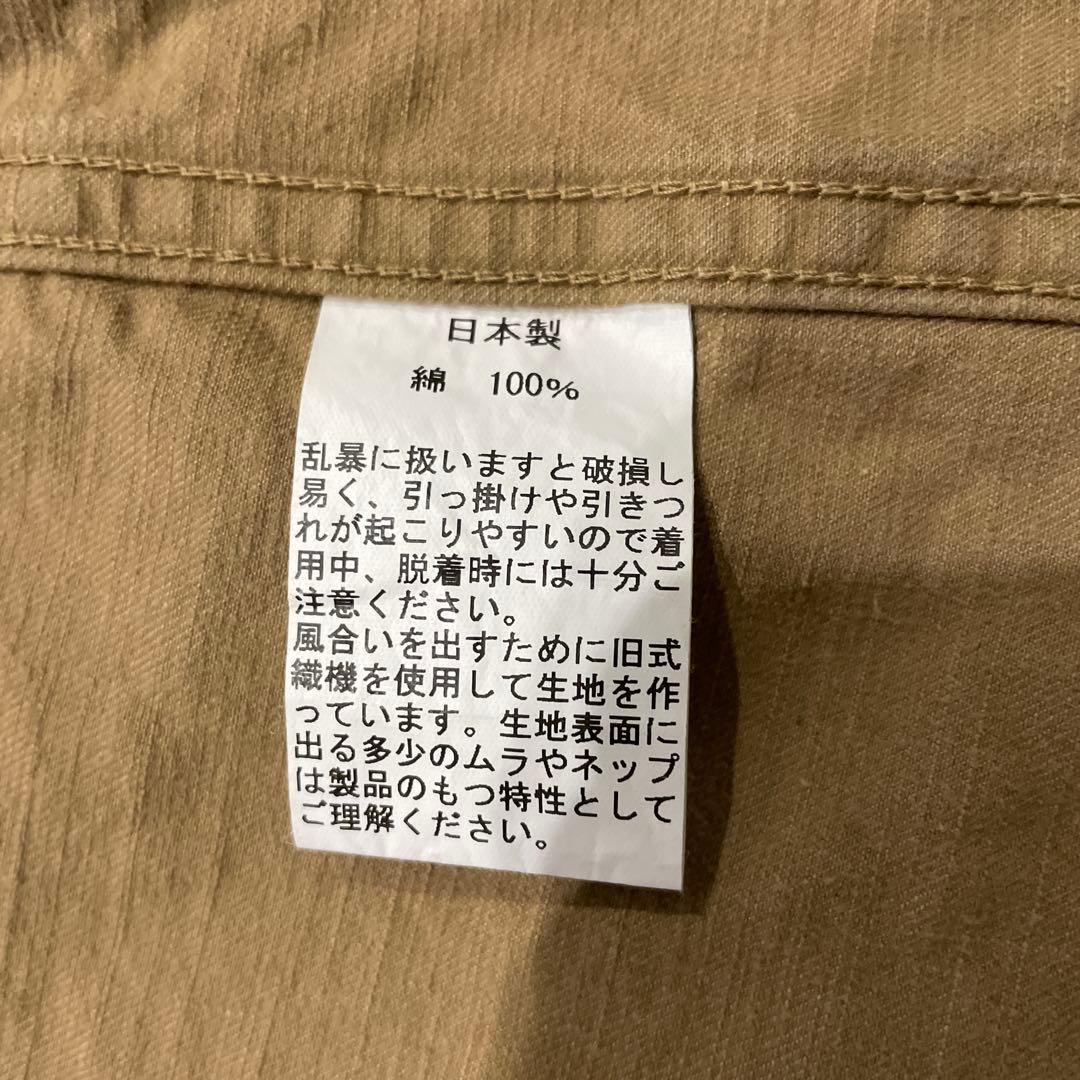 日本製
綿 100%
乱暴に扱いますと破損し
易く、引っ掛けや引きつ
れが起こりやすいので着
用中、脱着時には十分ご
注意ください。
風合いを出すために旧式
織機を使用して生地を作
っています。生地表面に
出る多少のムラやネップ
は製品のもつ特性として
ご理解ください。